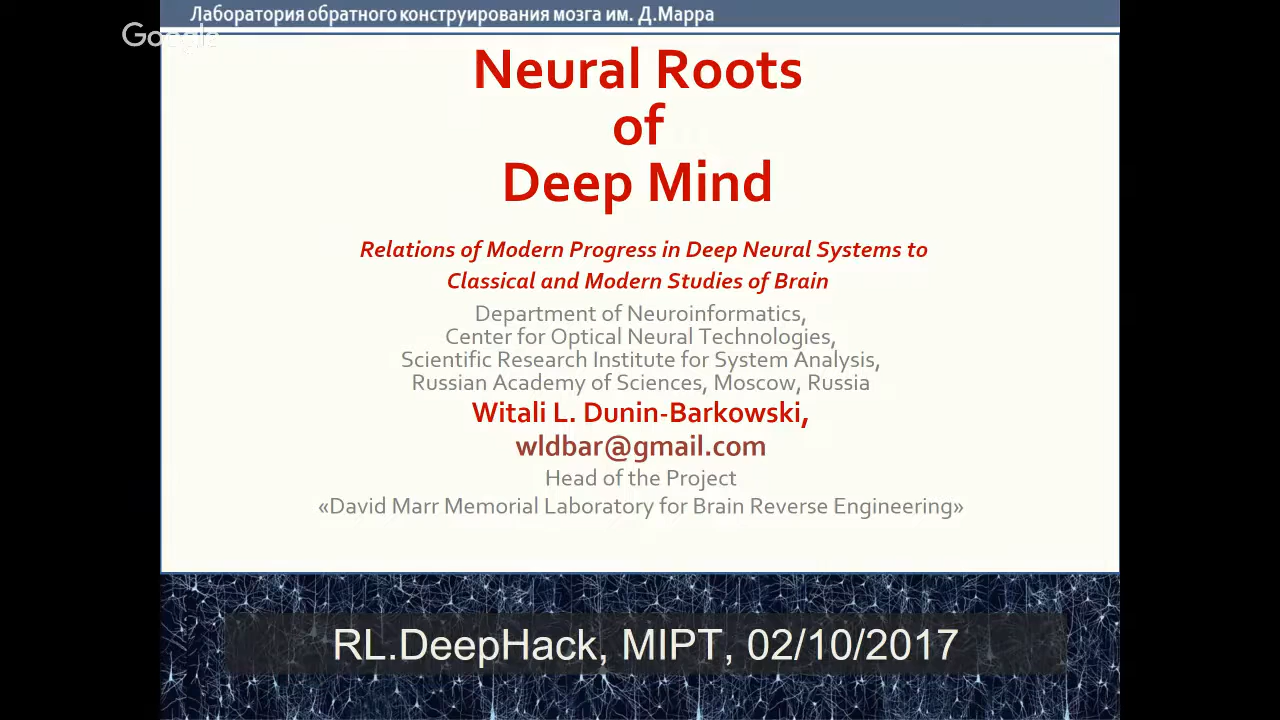 Лаборатория обратного конструирования мозга им. Д.Марра
Google
Neural Roots
of
Deep Mind
Relations of Modern Progress in Deep Neural Systems to
Classical and Modern Studies of Brain
Department of Neuroinformatics,
Center for Optical Neural Technologies,
Scientific Research Institute for System Analysis,
Russian Academy of Sciences, Moscow, Russia
Witali L. Dunin-Barkowski,
wldbar@gmail.com
Head of the Project
«David Marr Memorial Laboratory for Brain Reverse Engineering»
RL.DeepHack, MIPT, 02/10/2017